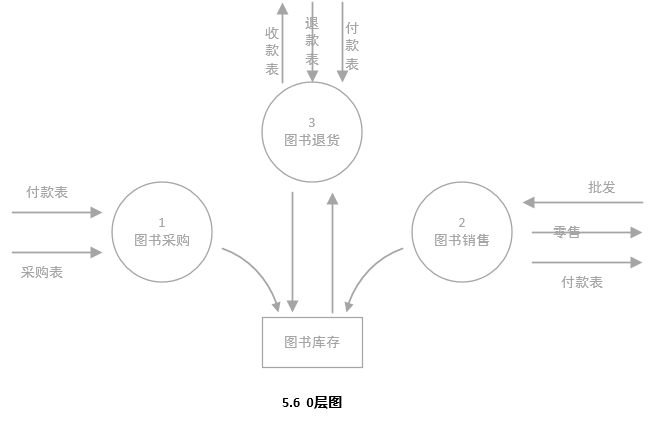 收款表
退款表
付款表
3
图书退货
付款表
采购表
1
图书采购
2
图书销售
批发
零售
付款表
图书库存
5.6 0层图